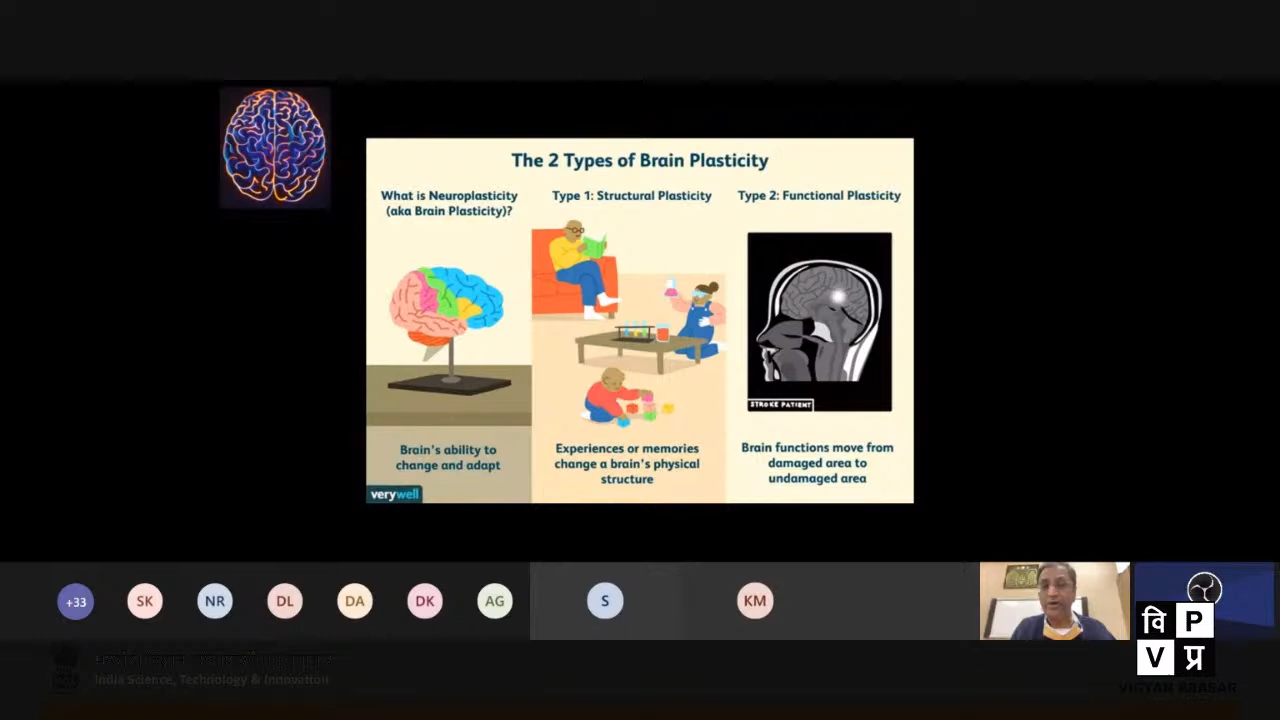 The 2 Types of Brain Plasticity
What is Neuroplasticity
(aka Brain Plasticity)?
Brain's ability to
change and adapt
verywell
Type 1: Structural Plasticity
Experiences or memories
change a brain's physical
structure
Type 2: Functional Plasticity
STROKE PATIENT
Brain functions move from
damaged area to
undamaged area
+33
SK
NR
DL
DA
DK
AG
S
KM
वि P
V प्र
VIGYAN PRASAR
India Science, Technology & Innovation